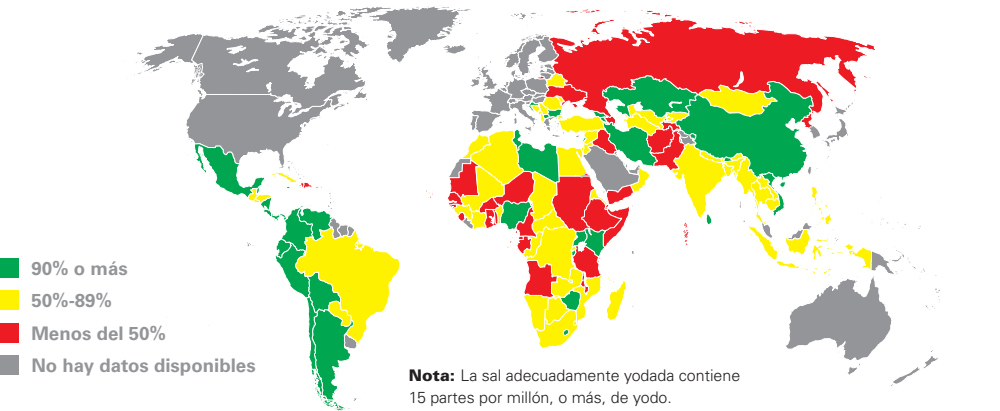 90% o más
50%-89%
Menos del 50%
No hay datos disponibles
Nota: La sal adecuadamente yodada contiene
15 partes por millón, o más, de yodo.